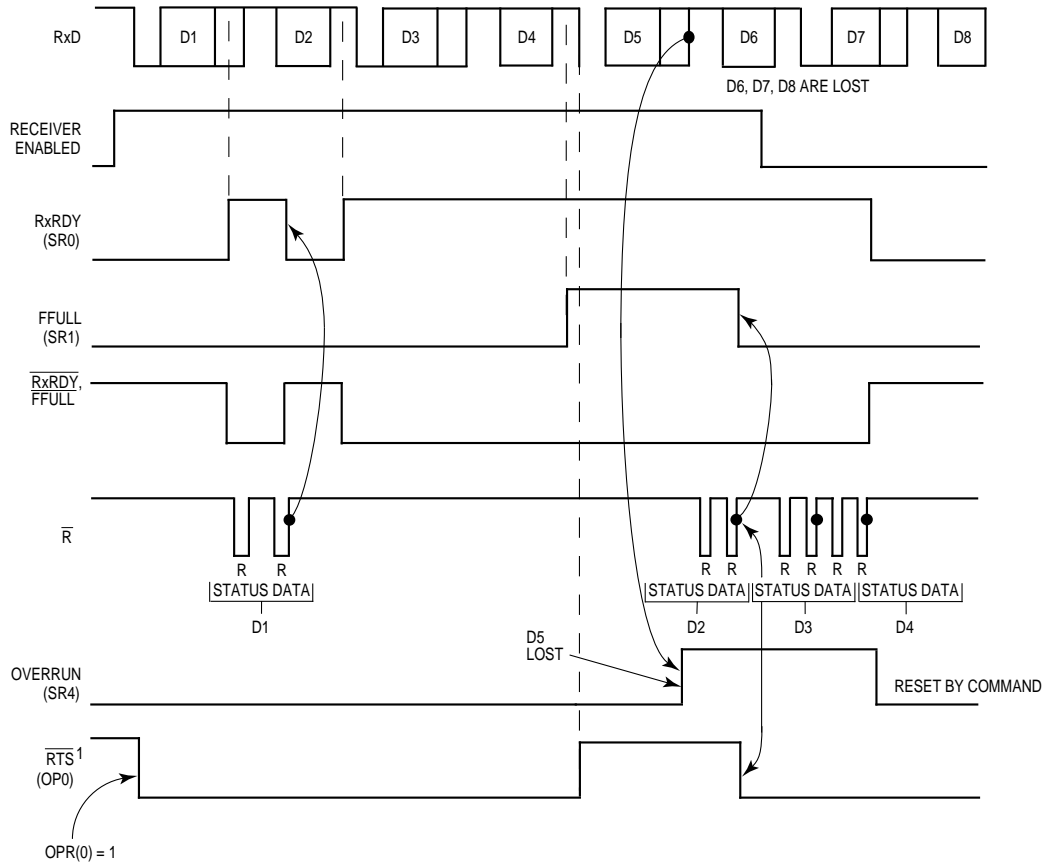 RxD
D1
D2
D3
D4
D5
D6
D7
D8
D6, D7, D8 ARE LOST
RECEIVER
ENABLED
RxRDY
(SR0)
FFULL
(SR1)
RxRDY,
FFULL
R
R
R
R
R
R
R
R
R
STATUS DATA
D1
STATUS DATA
D2
STATUS DATA
D3
STATUS DATA
D4
D5
LOST
OVERRUN
(SR4)
RESET BY COMMAND
RTS1
(OP0)
OPR(0) = 1